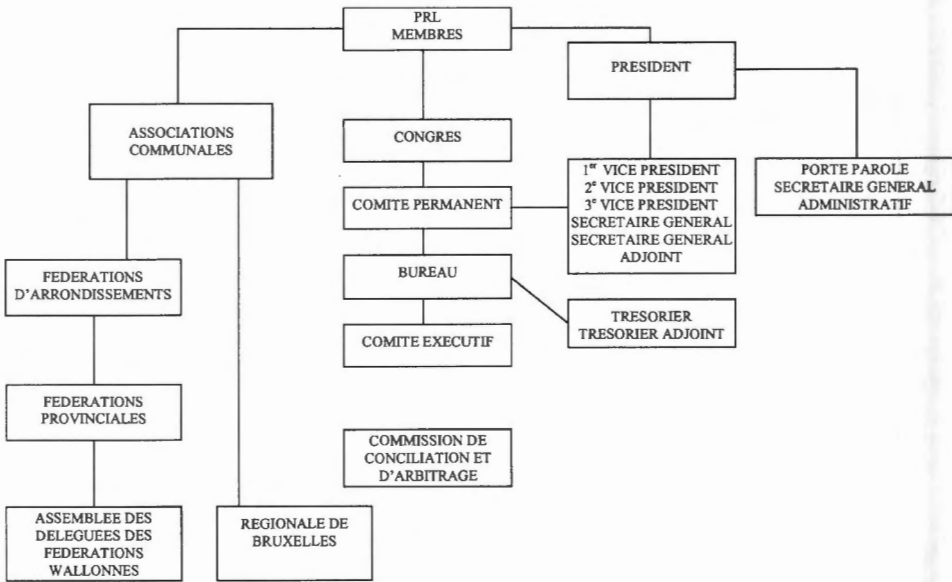 PRL
MEMBRES
PRESIDENT
ASSOCIATIONS
COMMUNALES
CONGRES
COMITE PERMANENT
1er VICE PRESIDENT
2e VICE PRESIDENT
3e VICE PRESIDENT
SECRETAIRE GENERAL
SECRETAIRE GENERAL
ADJOINT
PORTE PAROLE
SECRETAIRE GENERAL
ADMINISTRATIF
FEDERATIONS
D'ARRONDISSEMENTS
BUREAU
TRESORIER
TRESORIER ADJOINT
COMITE EXECUTIF
FEDERATIONS
PROVINCIALES
COMMISSION DE
CONCILIATION ET
D'ARBITRAGE
ASSEMBLEE DES
DELEGUEES DES
FEDERATIONS
WALLONNES
REGIONALE DE
BRUXELLES